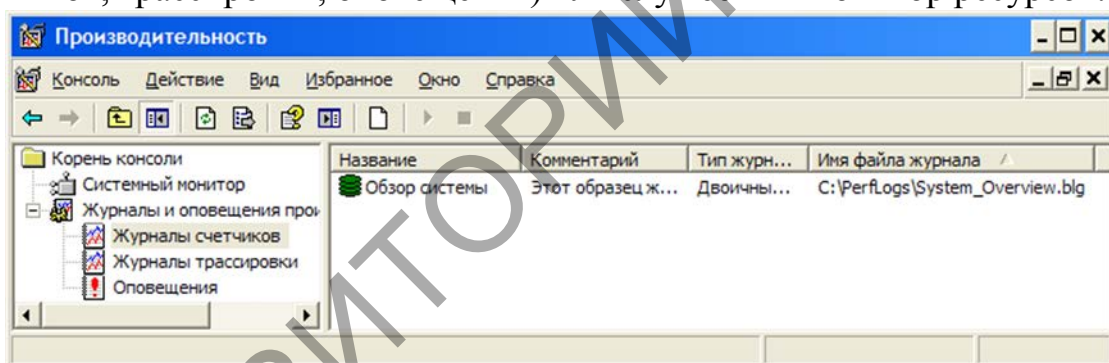 Производительность
Консоль Действие Вид Избранное Окно Справка
Корень консоли
Системный монитор
Журналы и оповещения прои
Журналы счетчиков
Журналы трассировки
Оповещения
Название Комментарий Тип журн... Имя файла журнала
Обзор системы Этот образец ж... Двоичны... C:\PerfLogs\System_Overview.blg